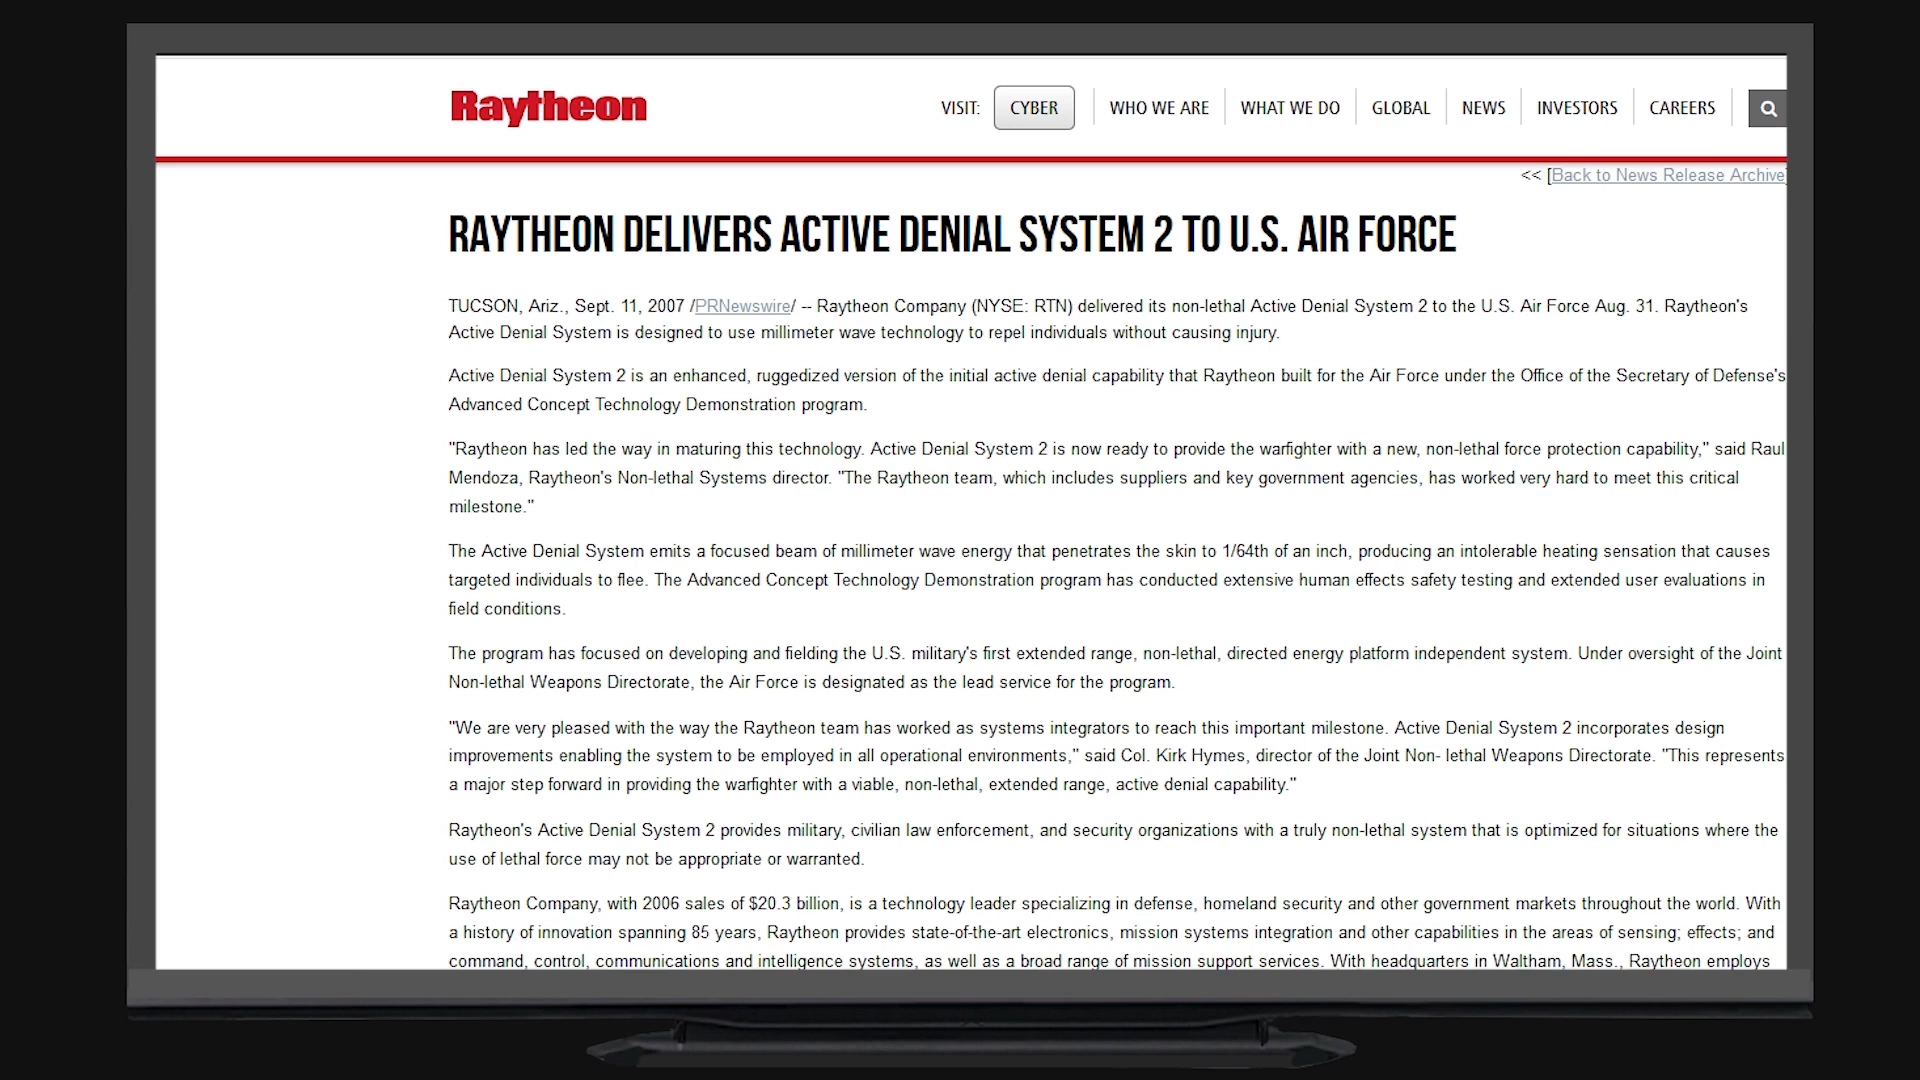 Raytheon
VISIT: CYBER WHO WE ARE WHAT WE DO GLOBAL NEWS INVESTORS CAREERS
<< [Back to News Release Archive]
RAYTHEON DELIVERS ACTIVE DENIAL SYSTEM 2 TO U.S. AIR FORCE
TUCSON, Ariz., Sept. 11, 2007 /PRNewswire/ -- Raytheon Company (NYSE: RTN) delivered its non-lethal Active Denial System 2 to the U.S. Air Force Aug. 31. Raytheon's
Active Denial System is designed to use millimeter wave technology to repel individuals without causing injury.
Active Denial System 2 is an enhanced, ruggedized version of the initial active denial capability that Raytheon built for the Air Force under the Office of the Secretary of Defense's
Advanced Concept Technology Demonstration program.
"Raytheon has led the way in maturing this technology. Active Denial System 2 is now ready to provide the warfighter with a new, non-lethal force protection capability," said Raul
Mendoza, Raytheon's Non-lethal Systems director. "The Raytheon team, which includes suppliers and key government agencies, has worked very hard to meet this critical
milestone."
The Active Denial System emits a focused beam of millimeter wave energy that penetrates the skin to 1/64th of an inch, producing an intolerable heating sensation that causes
targeted individuals to flee. The Advanced Concept Technology Demonstration program has conducted extensive human effects safety testing and extended user evaluations in
field conditions.
The program has focused on developing and fielding the U.S. military's first extended range, non-lethal, directed energy platform independent system. Under oversight of the Joint
Non-lethal Weapons Directorate, the Air Force is designated as the lead service for the program.
"We are very pleased with the way the Raytheon team has worked as systems integrators to reach this important milestone. Active Denial System 2 incorporates design
improvements enabling the system to be employed in all operational environments," said Col. Kirk Hymes, director of the Joint Non- lethal Weapons Directorate. "This represents
a major step forward in providing the warfighter with a viable, non-lethal, extended range, active denial capability."
Raytheon's Active Denial System 2 provides military, civilian law enforcement, and security organizations with a truly non-lethal system that is optimized for situations where the
use of lethal force may not be appropriate or warranted.
Raytheon Company, with 2006 sales of $20.3 billion, is a technology leader specializing in defense, homeland security and other government markets throughout the world. With
a history of innovation spanning 85 years, Raytheon provides state-of-the-art electronics, mission systems integration and other capabilities in the areas of sensing; effects; and
command, control, communications and intelligence systems, as well as a broad range of mission support services. With headquarters in Waltham, Mass., Raytheon employs